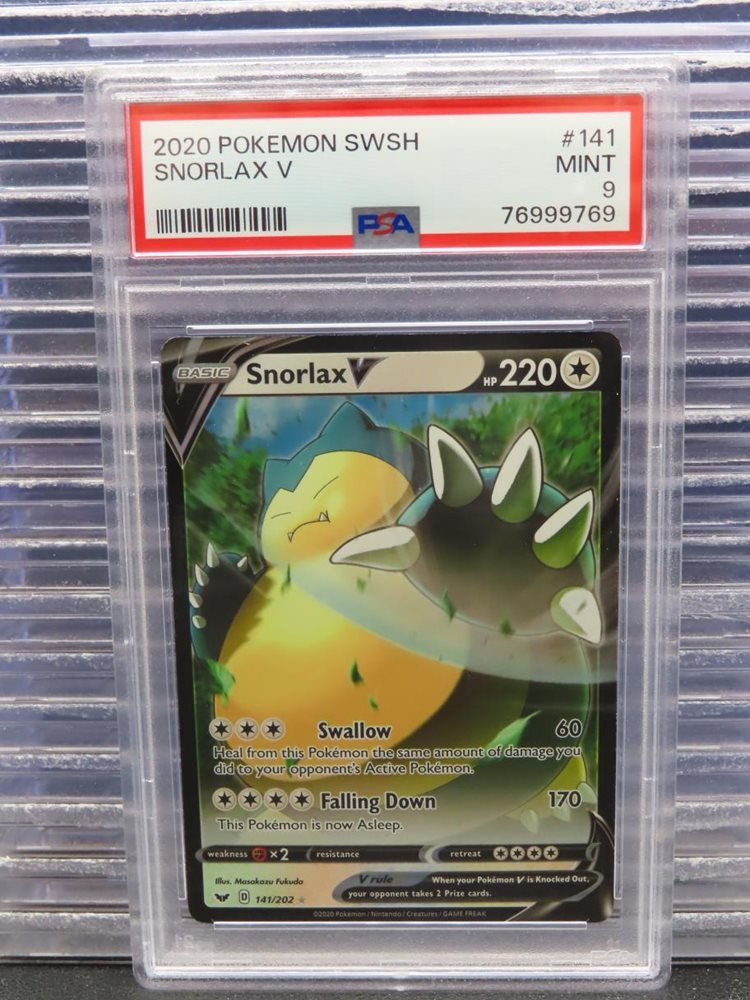 2020 POKEMON SWSH #141
SNORLAX V MINT
9
PSA 76999769
BASIC Snorlax V HP 220
Swallow 60
Heal from this Pokémon the same amount of damage you
did to your opponent's Active Pokémon.
Falling Down 170
This Pokémon is now Asleep.
weakness ×2 resistance retreat
Illus. Masakazu Fukuda V rule When your Pokémon V is Knocked Out,
your opponent takes 2 Prize cards.
D 141/202
©2020 Pokémon / Nintendo / Creatures / GAME FREAK